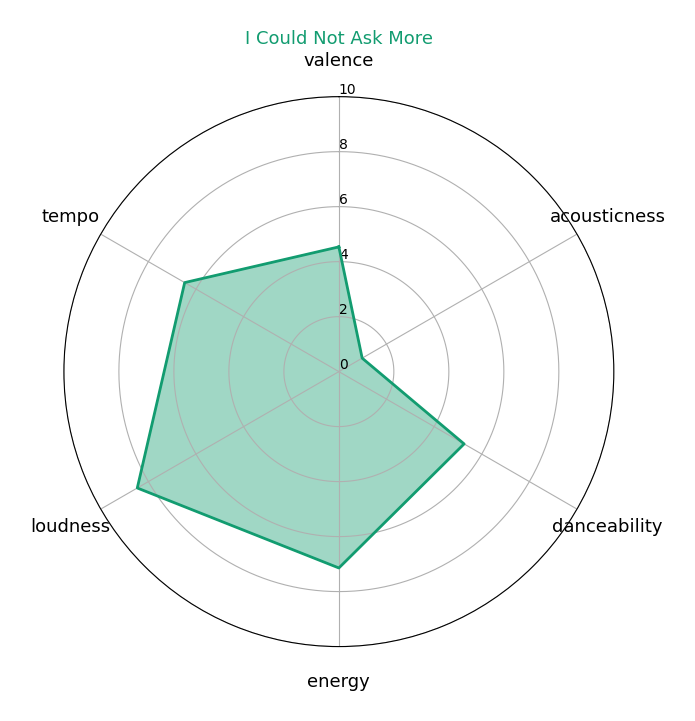 I Could Not Ask More
valence
10
8
tempo
acousticness
6
4
2
0
loudness
danceability
energy